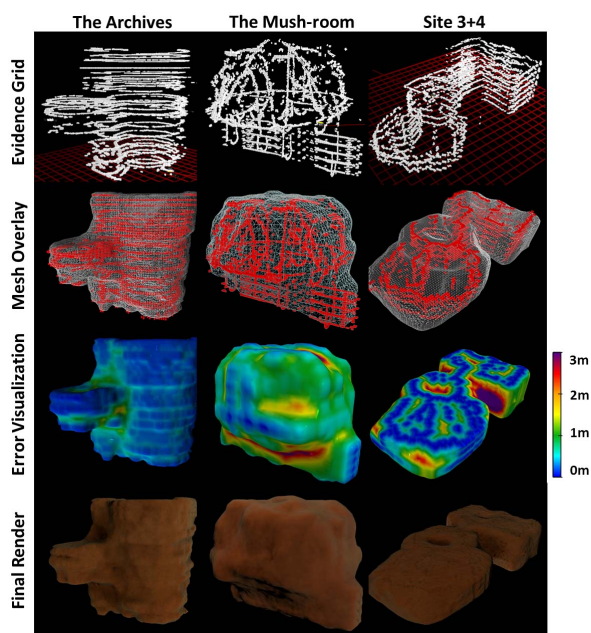 The Archives
The Mush-room
Site 3+4
Evidence Grid
Mesh Overlay
Error Visualization
3m
2m
1m
0m
Final Render